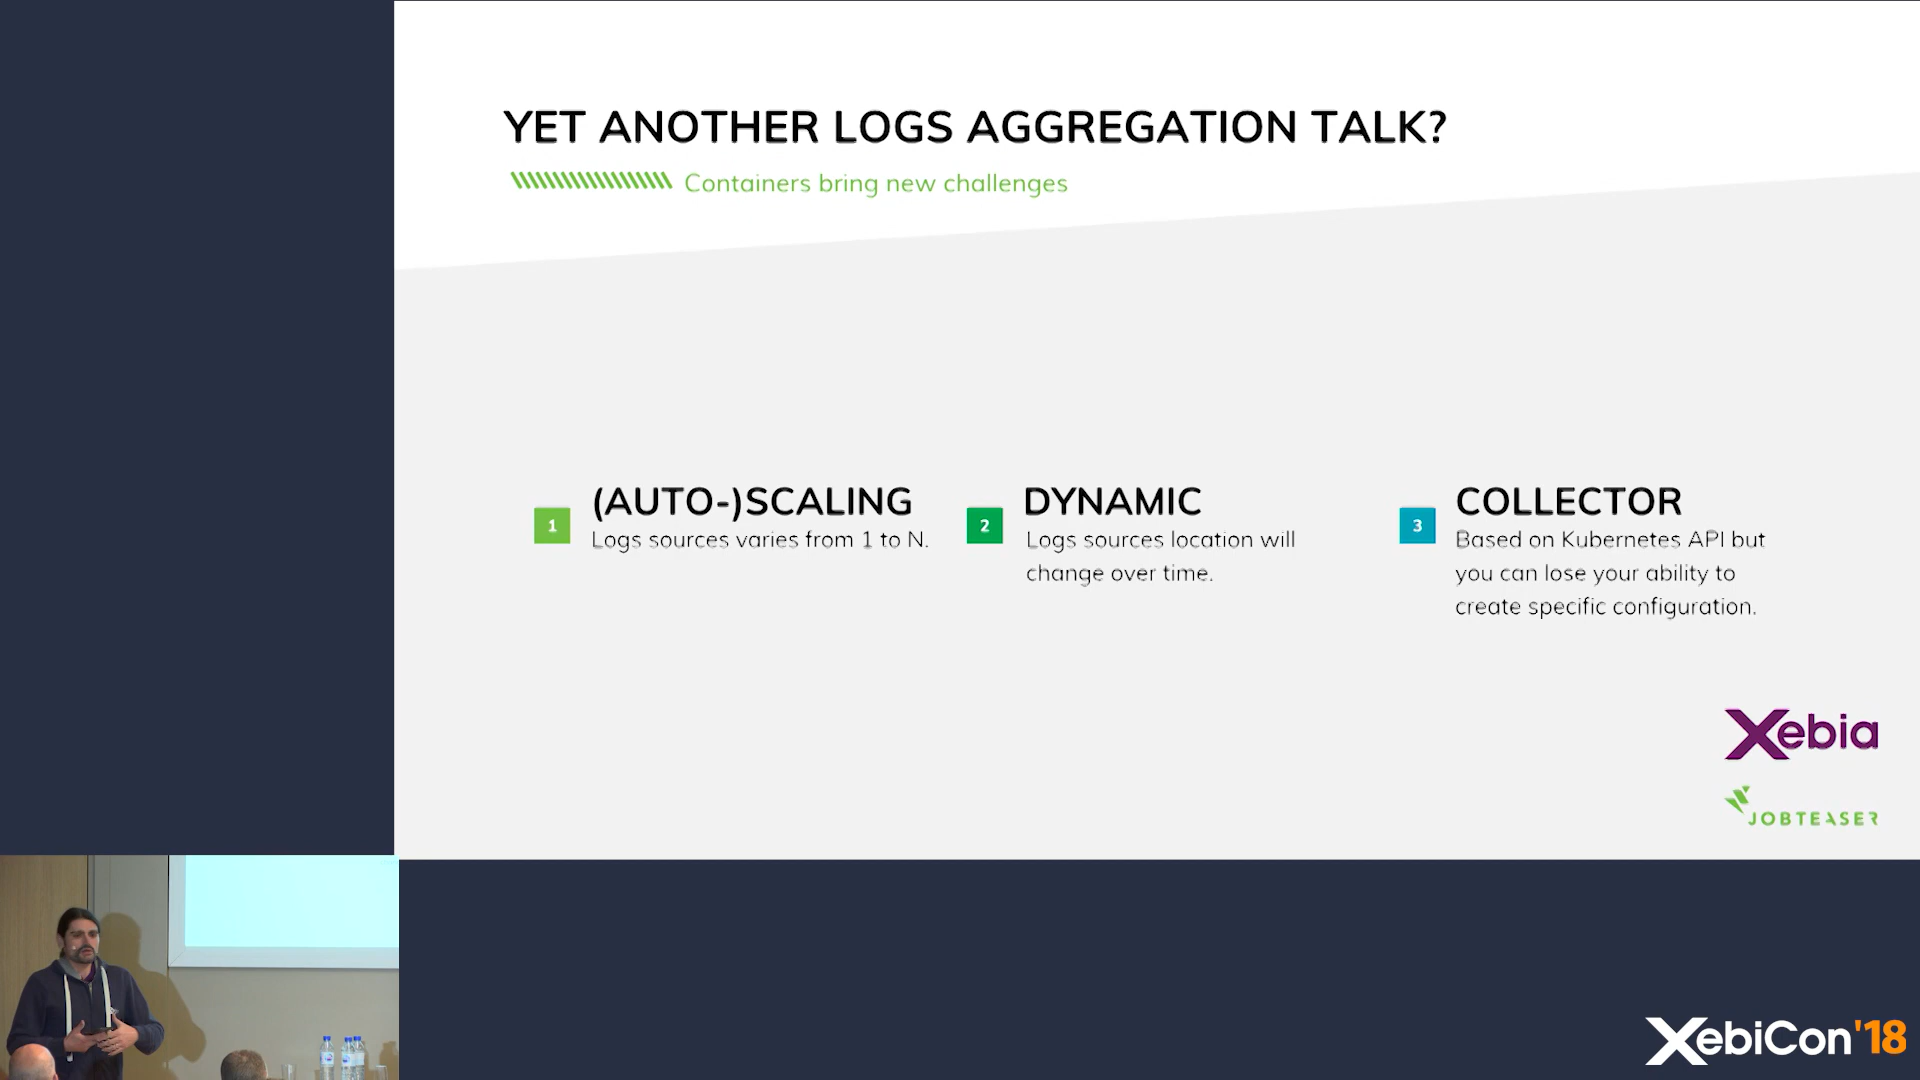 YET ANOTHER LOGS AGGREGATION TALK?
Containers bring new challenges
1
(AUTO-)SCALING
Logs sources varies from 1 to N.
2
DYNAMIC
Logs sources location will
change over time.
3
COLLECTOR
Based on Kubernetes API but
you can lose your ability to
create specific configuration.
Xebia
JOBTEASER
XebiCon'18